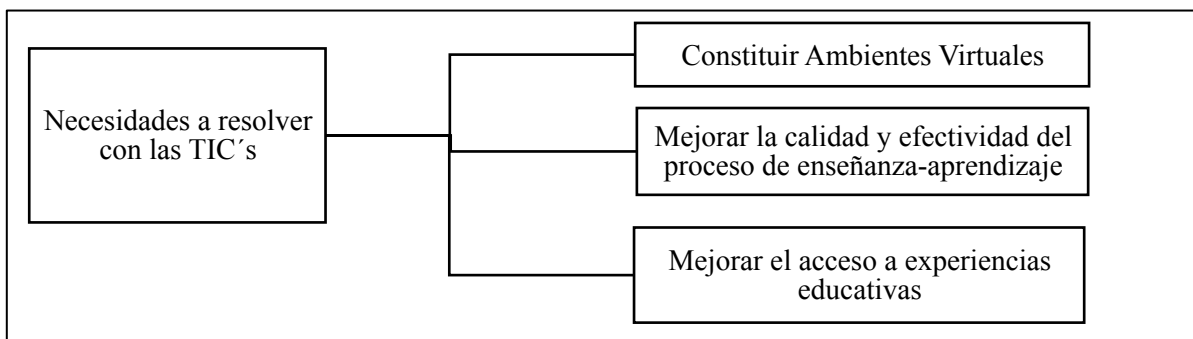 Necesidades a resolver
con las TIC´s
Constituir Ambientes Virtuales
Mejorar la calidad y efectividad del
proceso de enseñanza-aprendizaje
Mejorar el acceso a experiencias
educativas